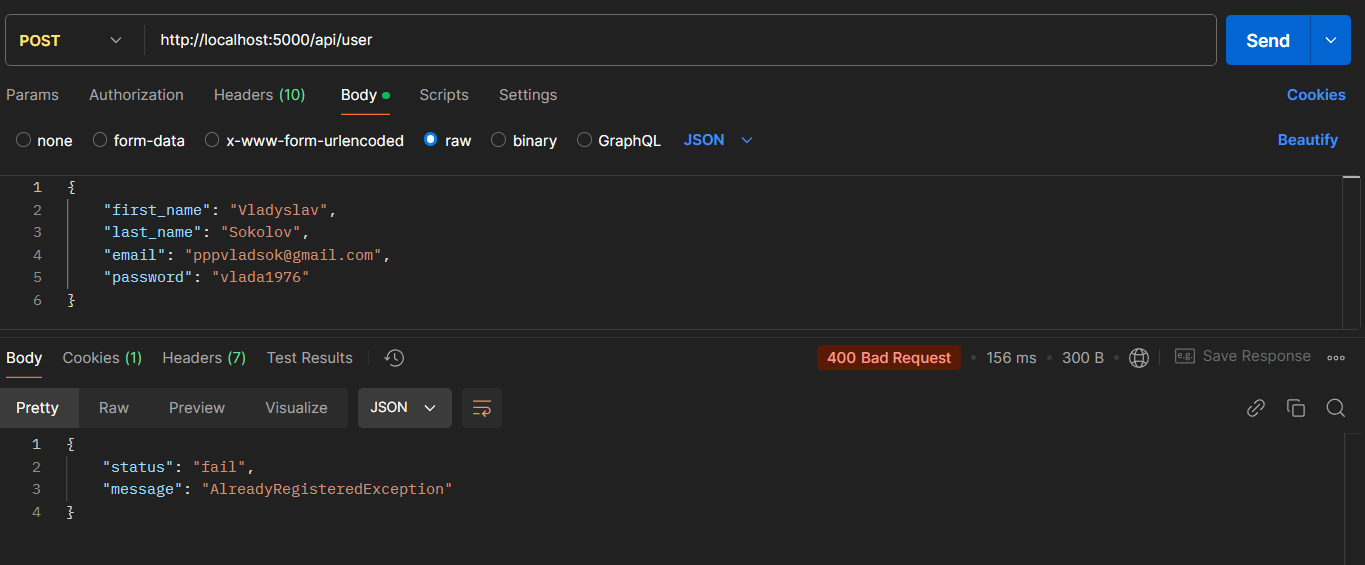 POST http://localhost:5000/api/user Send
Params Authorization Headers (10) Body Scripts Settings Cookies
none form-data x-www-form-urlencoded raw binary GraphQL JSON Beautify
1 {
2 "first_name": "Vladyslav",
3 "last_name": "Sokolov",
4 "email": "pppvladsok@gmail.com",
5 "password": "vlada1976"
6 }
Body Cookies (1) Headers (7) Test Results 400 Bad Request 156 ms 300 B e.g. Save Response
Pretty Raw Preview Visualize JSON
1 {
2 "status": "fail",
3 "message": "AlreadyRegisteredException"
4 }